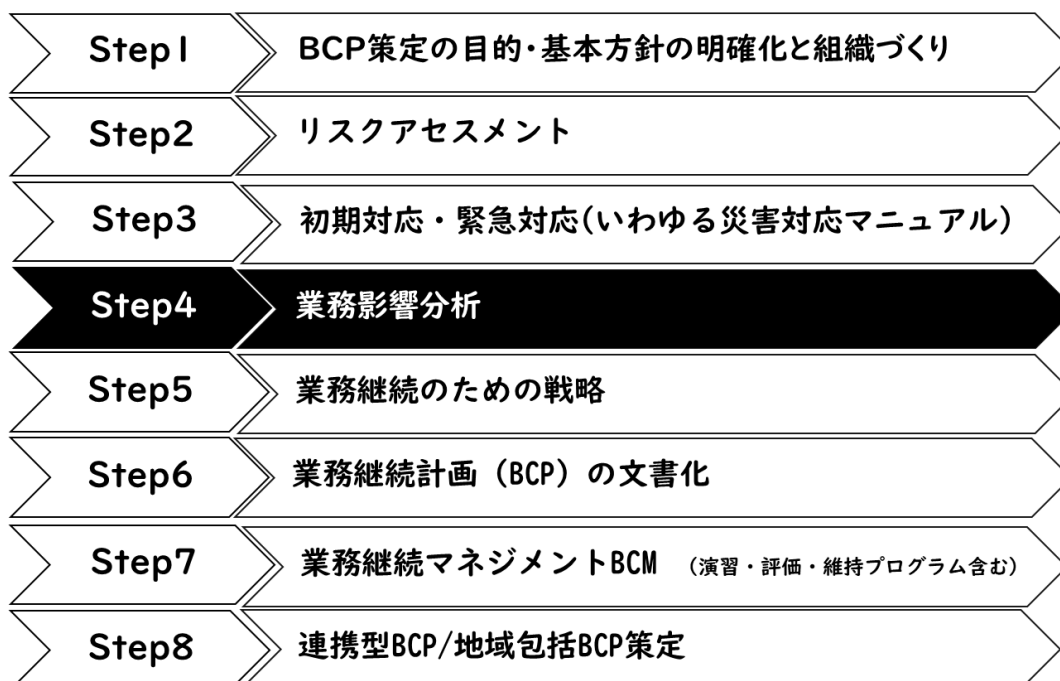 Step1 BCP策定の目的・基本方針の明確化と組織づくり
Step2 リスクアセスメント
Step3 初期対応・緊急対応(いわゆる災害対応マニュアル)
Step4 業務影響分析
Step5 業務継続のための戦略
Step6 業務継続計画（BCP）の文書化
Step7 業務継続マネジメントBCM （演習・評価・維持プログラム含む）
Step8 連携型BCP/地域包括BCP策定